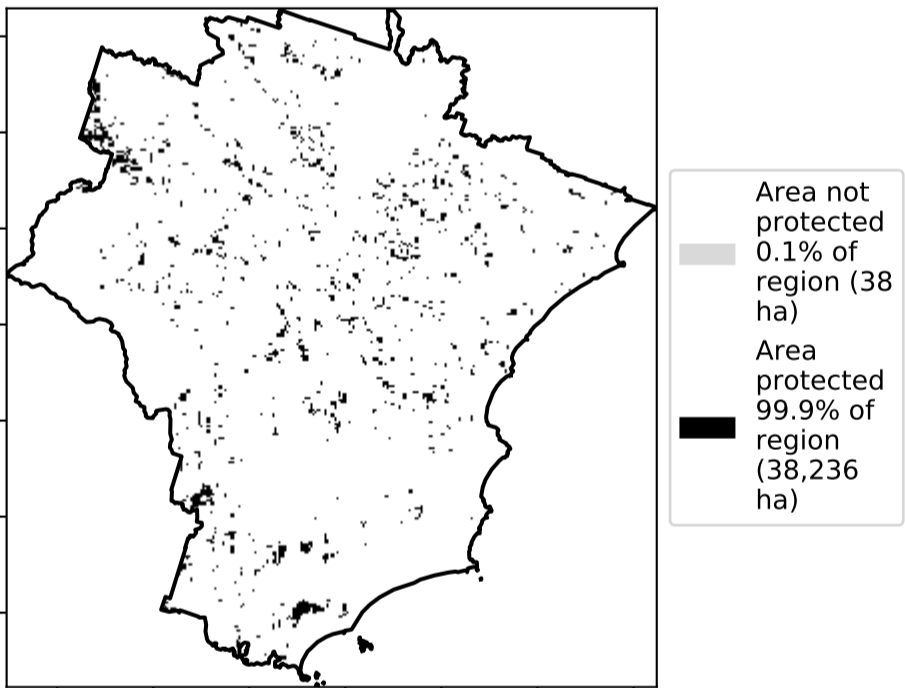 Area not
protected
0.1% of
region (38
ha)
Area
protected
99.9% of
region
(38,236
ha)